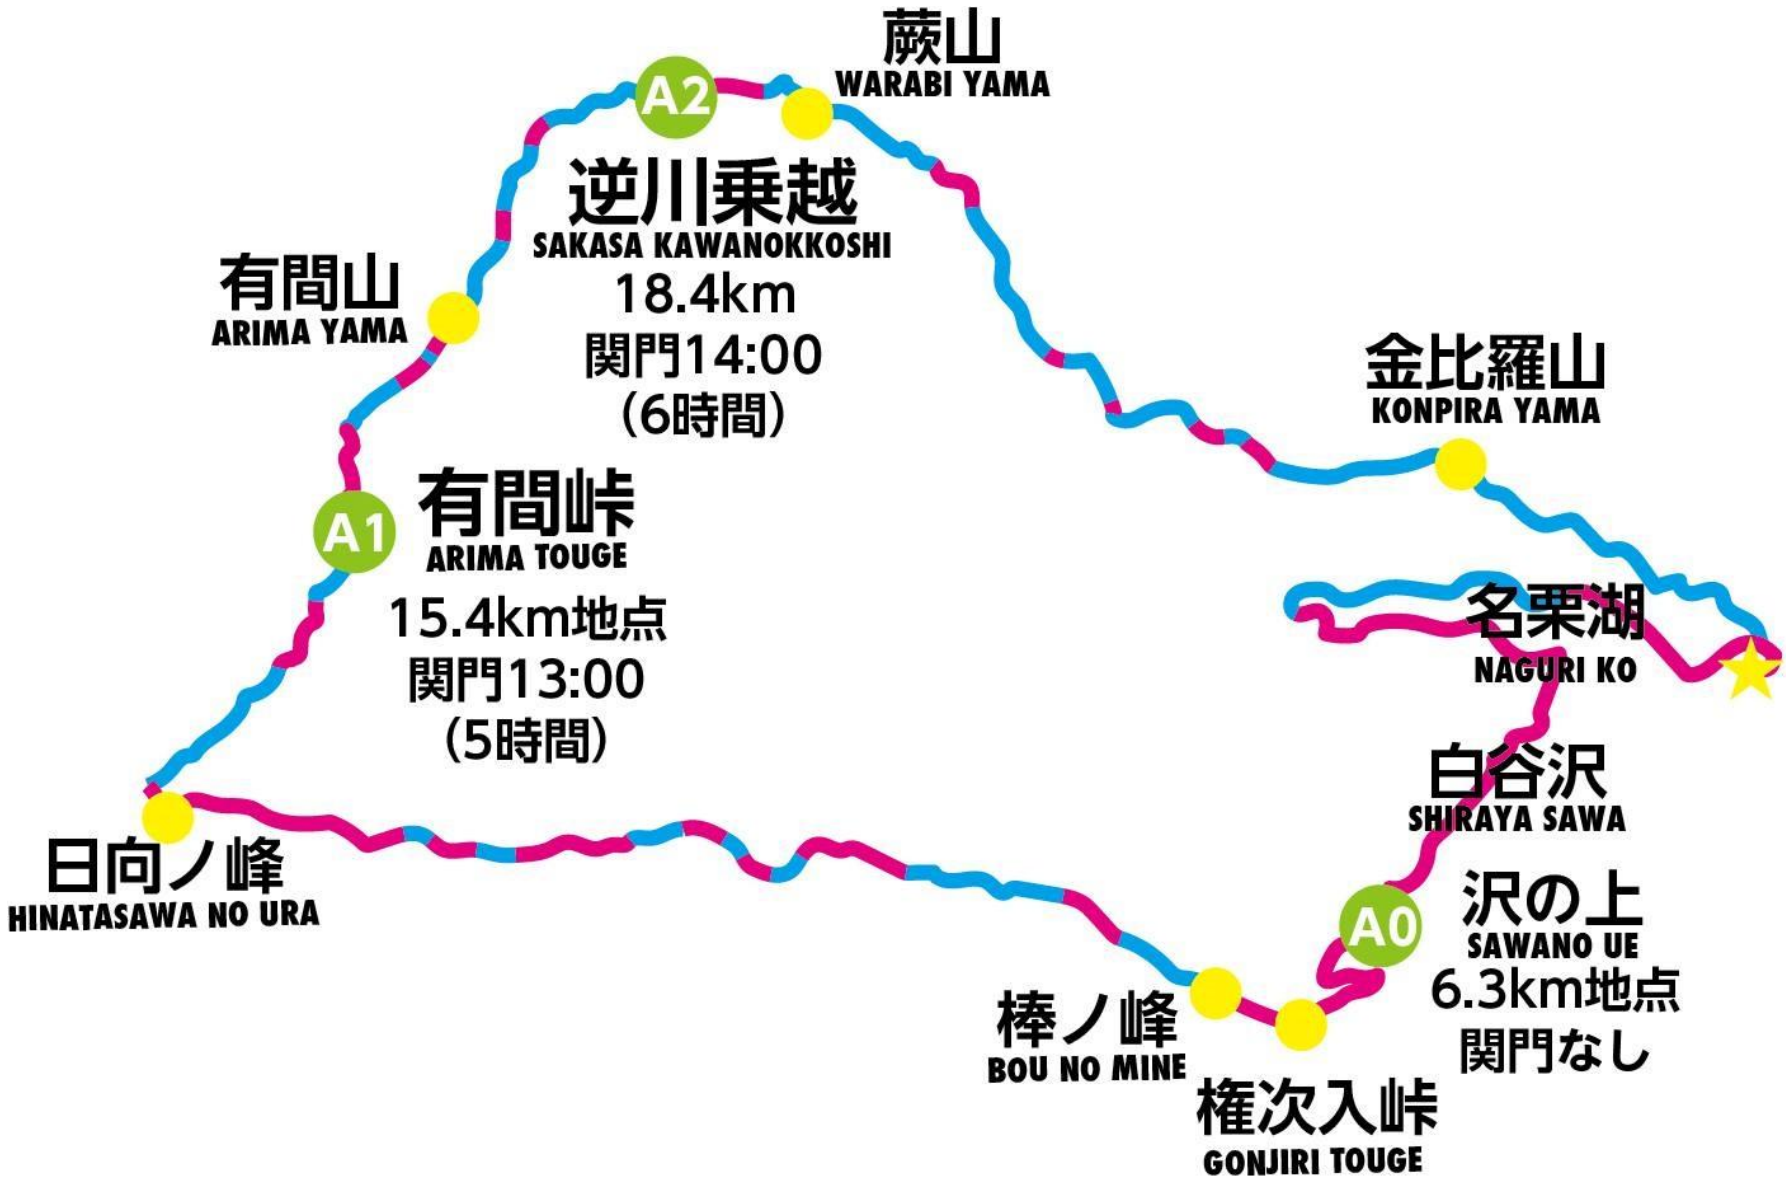 蕨山
WARABI YAMA
A2
逆川乗越
SAKASA KAWANOKKOSHI
18.4km
関門14:00
(6時間)
有間山
ARIMA YAMA
金比羅山
KONPIRA YAMA
A1
有間峠
ARIMA TOUGE
15.4km地点
関門13:00
(5時間)
名栗湖
NAGURI KO
白谷沢
SHIRAYA SAWA
日向ノ峰
HINATASAWA NO URA
A0
沢の上
SAWANO UE
6.3km地点
関門なし
棒ノ峰
BOU NO MINE
権次入峠
GONJIRI TOUGE